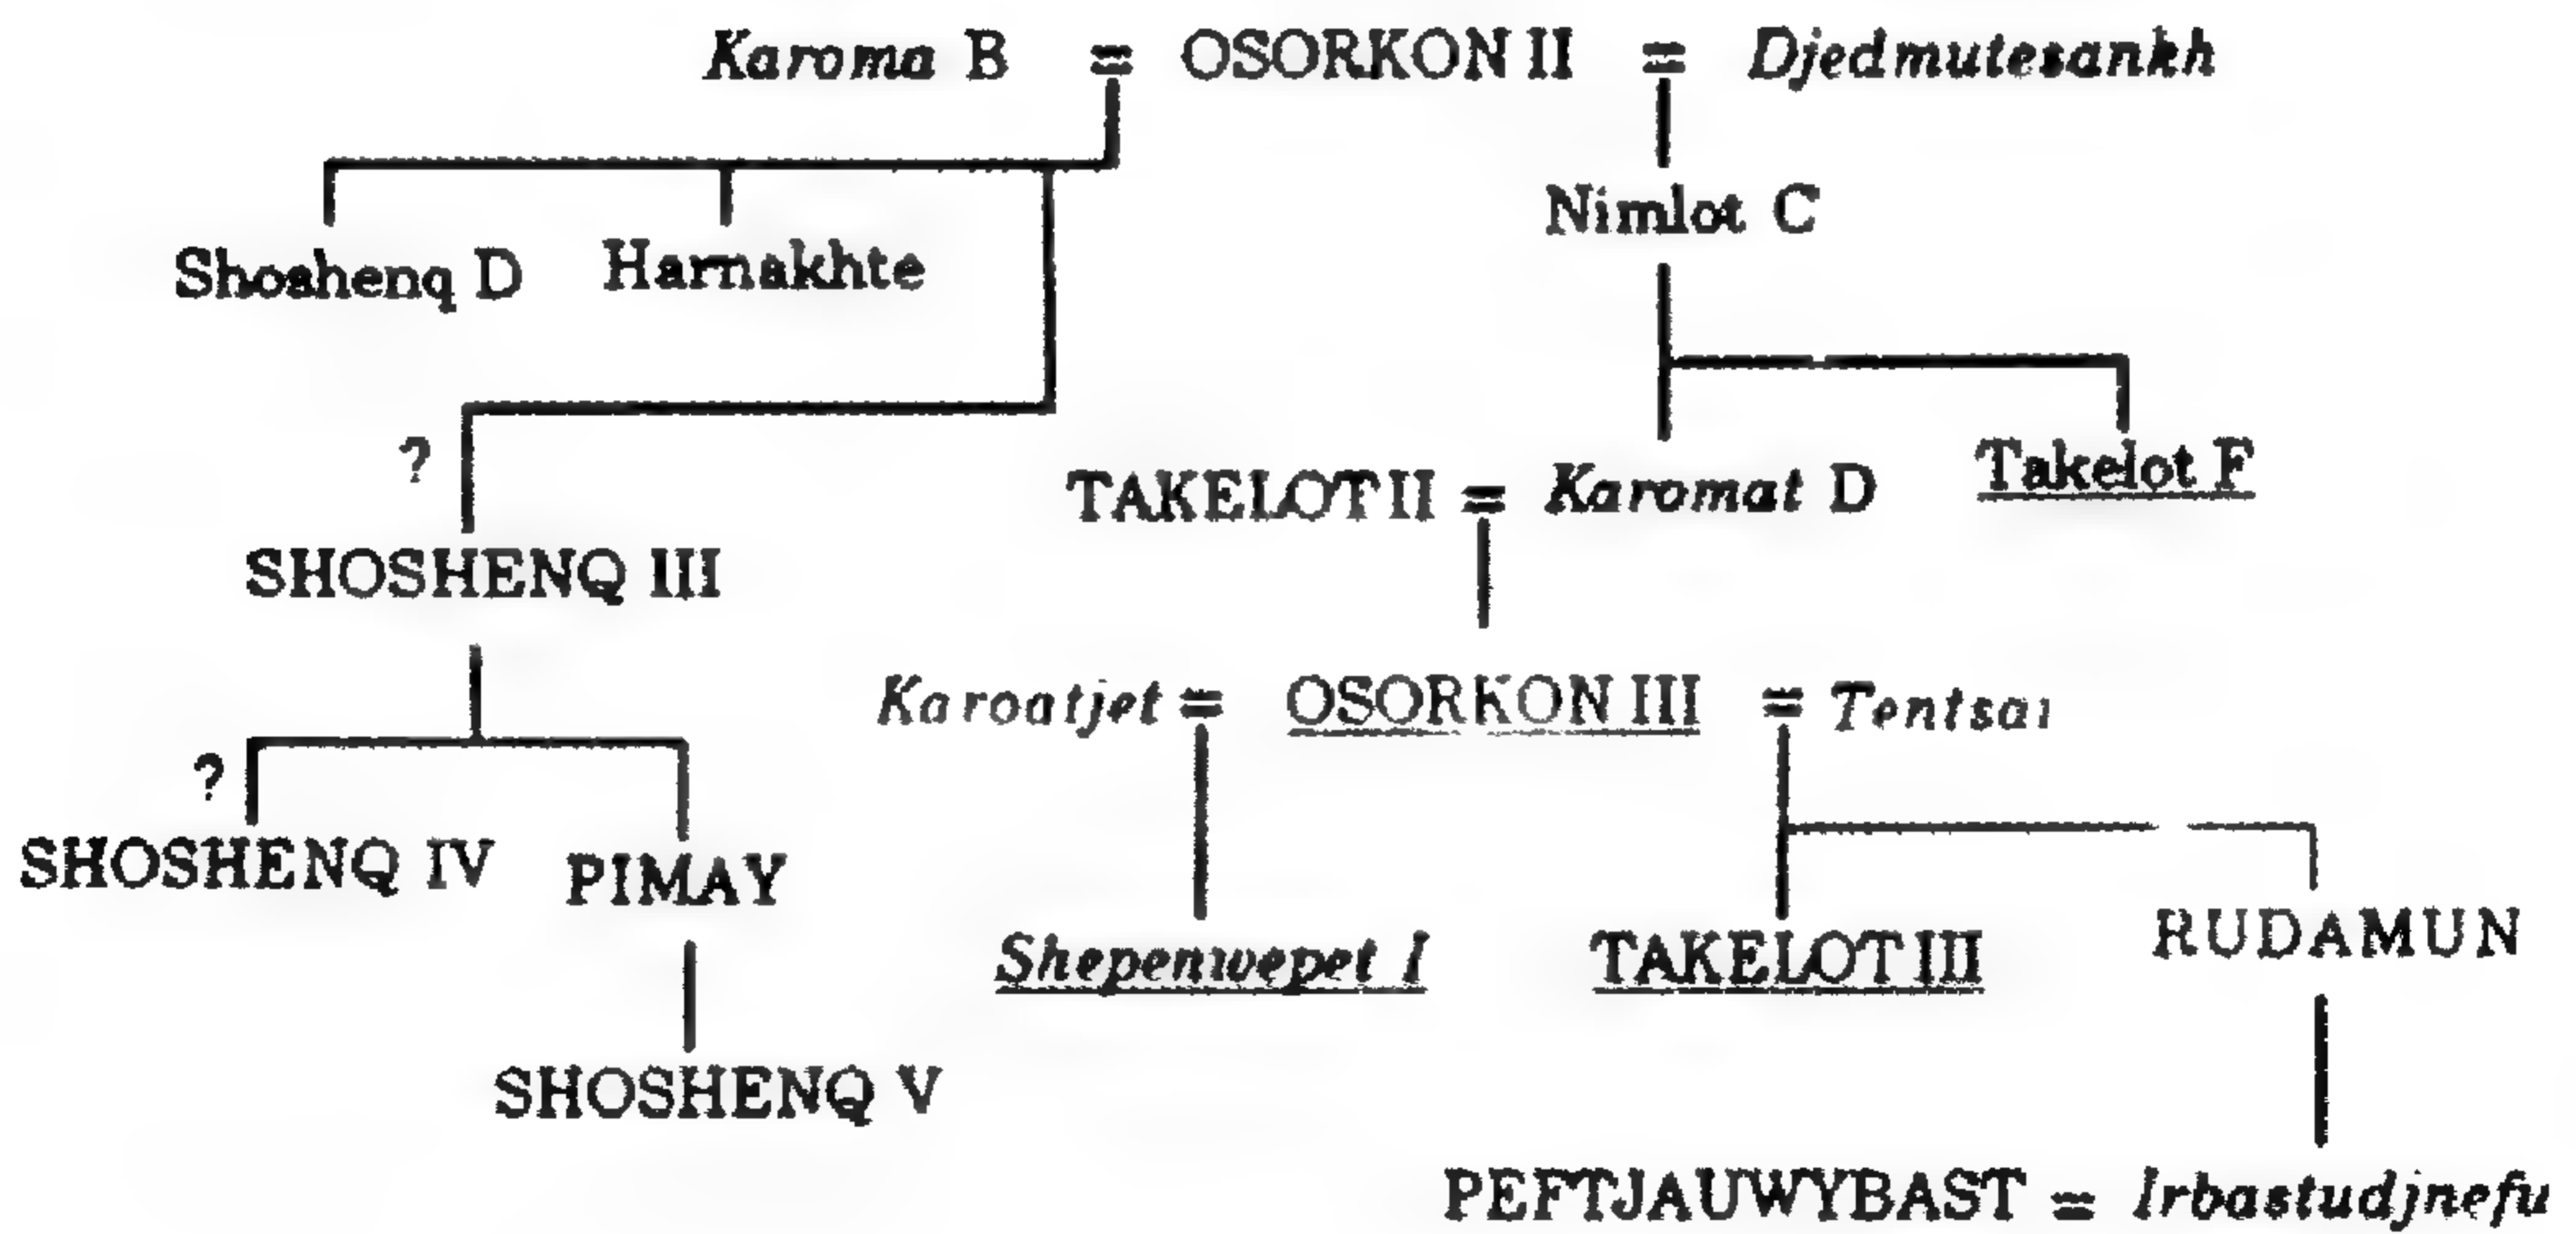 Karoma B = OSORKON II = Djedmutesankh
Nimlot C
Shoshenq D Harnakhte
?
TAKELOT II = Karomat D Takelot F
SHOSHENQ III
Karoatjet = OSORKON III = Tentsai
?
SHOSHENQ IV PIMAY
Shepenwepet I TAKELOT III RUDAMUN
SHOSHENQ V
PEFTJAUWYBAST = Irbastudjnefu